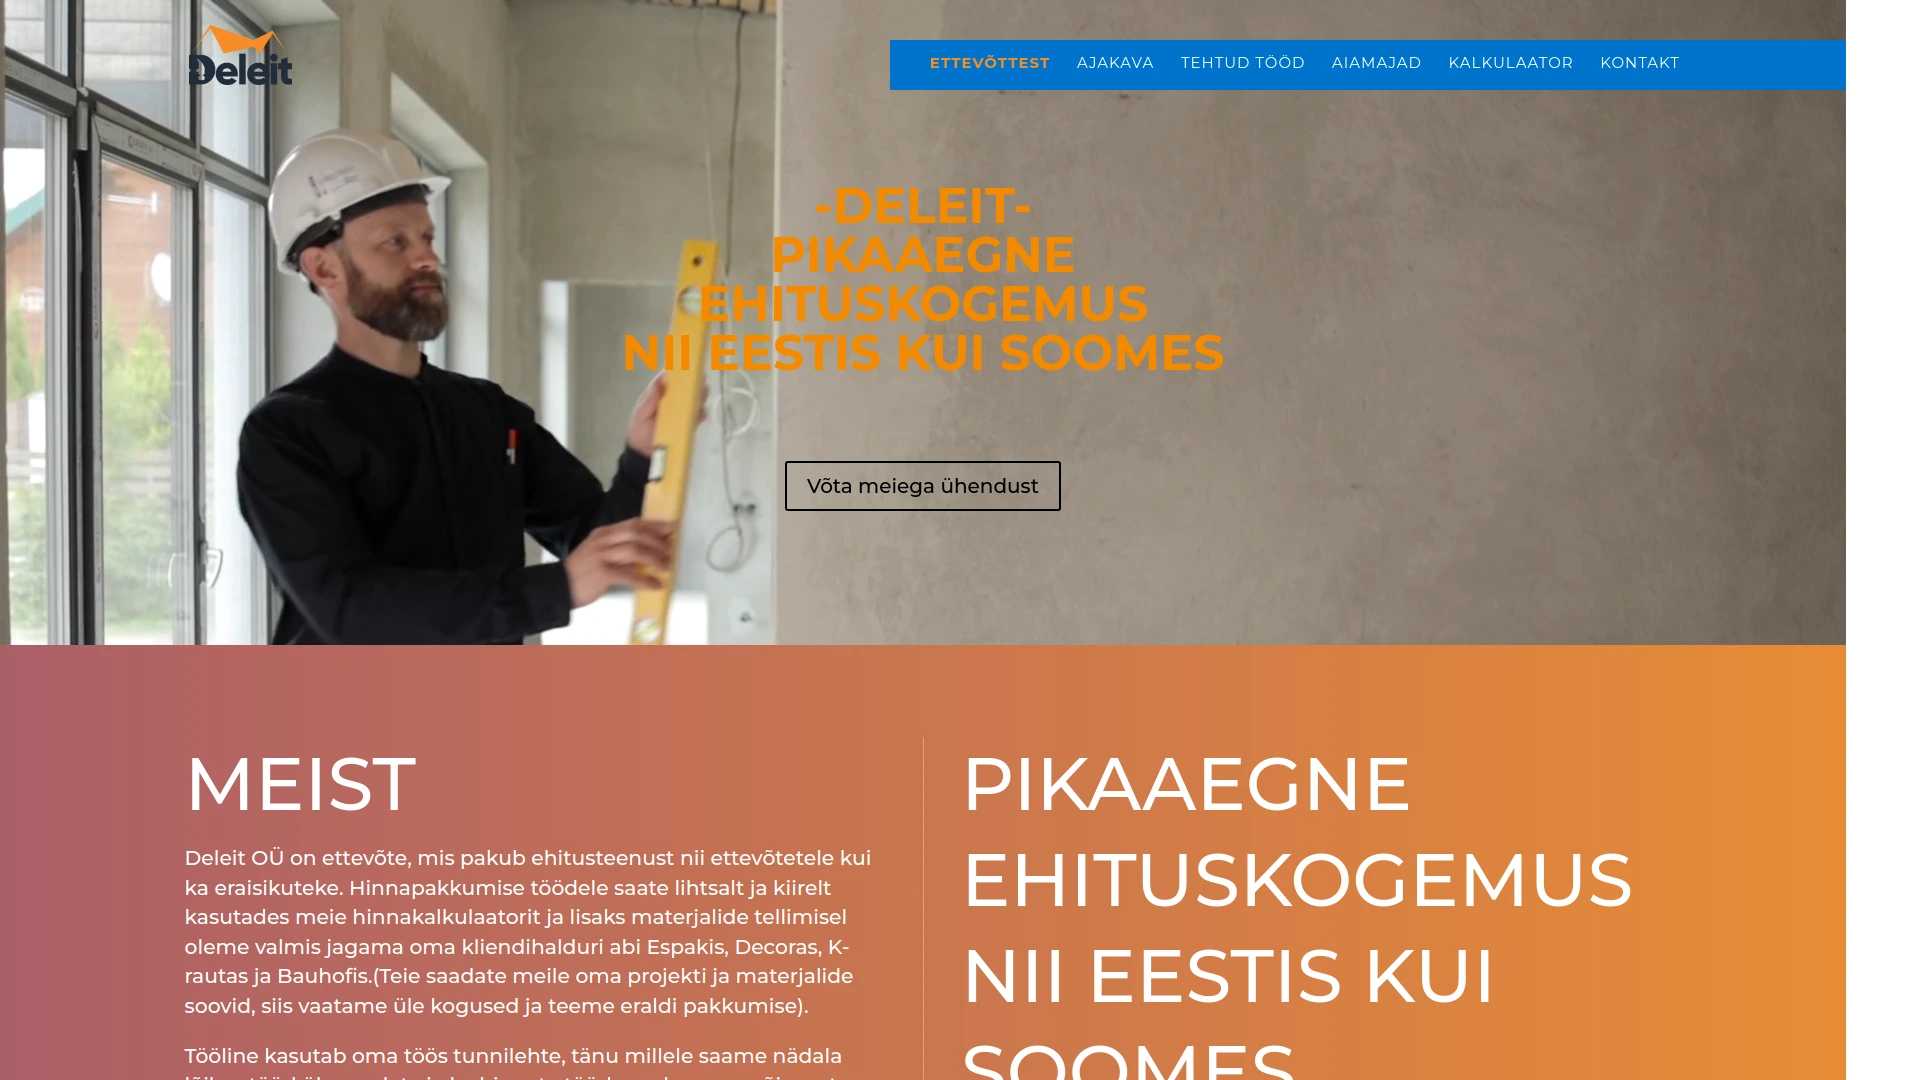 Deleit
ETTEVÕTTEST AJAKAVA TEHTUD TÖÖD AIAMAJAD KALKULAATOR KONTAKT
-DELEIT-
PIKAAEGNE
EHITUSKOGEMUS
NII EESTIS KUI SOOMES
Võta meiega ühendust
MEIST
Deleit OÜ on ettevõte, mis pakub ehitusteenust nii ettevõtetele kui
ka eraisikuteke. Hinnapakkumise töödele saate lihtsalt ja kiirelt
kasutades meie hinnakalkulaatorit ja lisaks materjalide tellimisel
oleme valmis jagama oma kliendihalduri abi Espakis, Decoras, K-
rautas ja Bauhofis.(Teie saadate meile oma projekti ja materjalide
soovid, siis vaatame üle kogused ja teeme eraldi pakkumise).
Tööline kasutab oma töös tunnilehte, tänu millele saame nädala
PIKAAEGNE
EHITUSKOGEMUS
NII EESTIS KUI
SOOMES